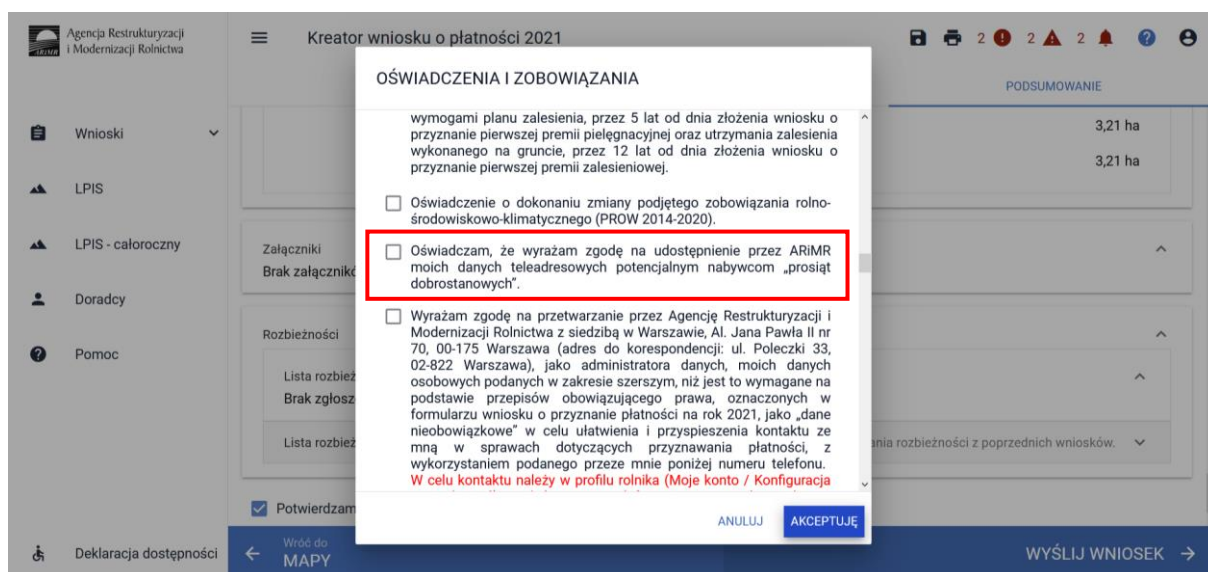 Agencja Restrukturyzacji
i Modernizacji Rolnictwa
ARiMR
Kreator wniosku o płatności 2021
2 2 2
PODSUMOWANIE
Wnioski
LPIS
LPIS - całoroczny
Doradcy
Pomoc
Deklaracja dostępności
3,21 ha
3,21 ha
Załączniki
Brak załącznikó
Rozbieżności
Lista rozbież
Brak zgłosz
Lista rozbież
ania rozbieżności z poprzednich wniosków.
Potwierdzam
OŚWIADCZENIA I ZOBOWIĄZANIA
wymogami planu zalesienia, przez 5 lat od dnia złożenia wniosku o
przyznanie pierwszej premii pielęgnacyjnej oraz utrzymania zalesienia
wykonanego na gruncie, przez 12 lat od dnia złożenia wniosku o
przyznanie pierwszej premii zalesieniowej.
Oświadczenie o dokonaniu zmiany podjętego zobowiązania rolno-
środowiskowo-klimatycznego (PROW 2014-2020).
Oświadczam, że wyrażam zgodę na udostępnienie przez ARiMR
moich danych teleadresowych potencjalnym nabywcom „prosiąt
dobrostanowych”.
Wyrażam zgodę na przetwarzanie przez Agencję Restrukturyzacji i
Modernizacji Rolnictwa z siedzibą w Warszawie, Al. Jana Pawła II nr
70, 00-175 Warszawa (adres do korespondencji: ul. Poleczki 33,
02-822 Warszawa), jako administratora danych, moich danych
osobowych podanych w zakresie szerszym, niż jest to wymagane na
podstawie przepisów obowiązującego prawa, oznaczonych w
formularzu wniosku o przyznanie płatności na rok 2021, jako „dane
nieobowiązkowe” w celu ułatwienia i przyspieszenia kontaktu ze
mną w sprawach dotyczących przyznawania płatności, z
wykorzystaniem podanego przeze mnie poniżej numeru telefonu.
W celu kontaktu należy w profilu rolnika (Moje konto / Konfiguracja
ANULUJ
AKCEPTUJĘ
Wróć do
MAPY
WYŚLIJ WNIOSEK